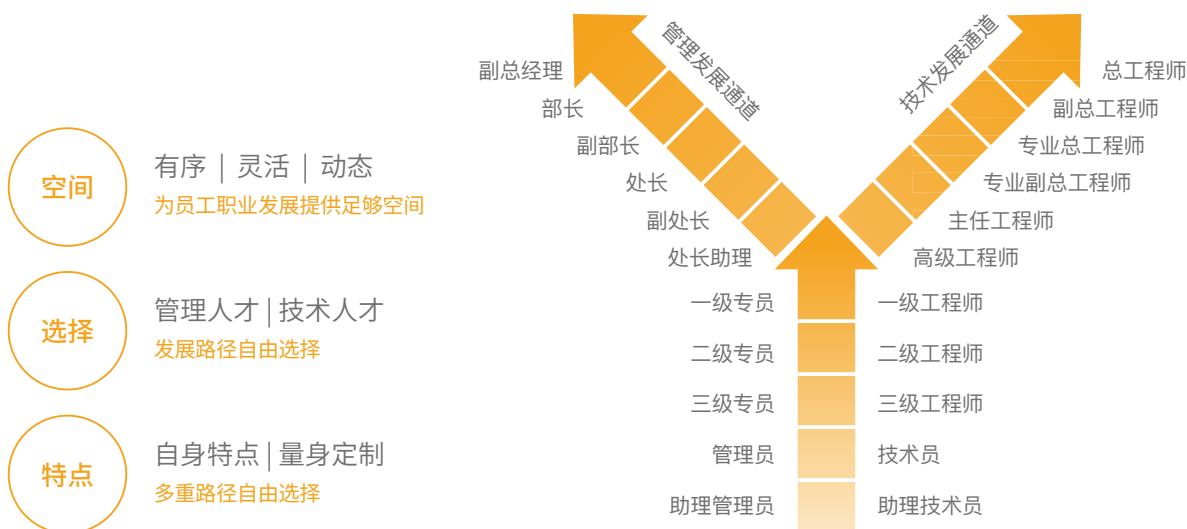 空间
有序 | 灵活 | 动态
为员工职业发展提供足够空间
选择
管理人才 | 技术人才
发展路径自由选择
特点
自身特点 | 量身定制
多重路径自由选择
管理发展通道
副总经理
部长
副部长
处长
副处长
处长助理
技术发展通道
总工程师
副总工程师
专业总工程师
专业副总工程师
主任工程师
高级工程师
一级专员 一级工程师
二级专员 二级工程师
三级专员 三级工程师
管理员 技术员
助理管理员 助理技术员